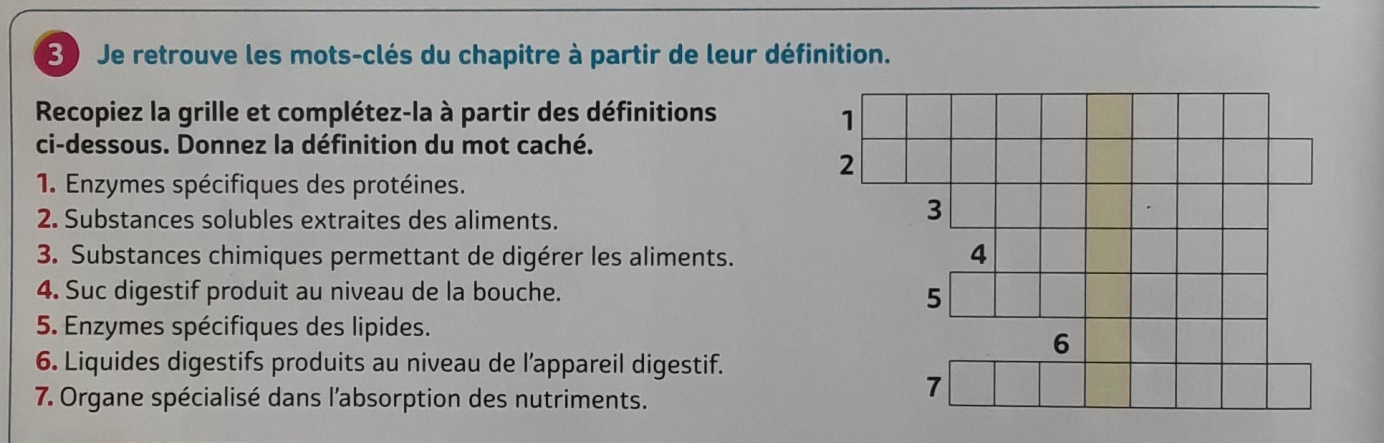 3 Je retrouve les mots-clés du chapitre à partir de leur définition.
Recopiez la grille et complétez-la à partir des définitions
ci-dessous. Donnez la définition du mot caché.
1. Enzymes spécifiques des protéines.
2. Substances solubles extraites des aliments.
3. Substances chimiques permettant de digérer les aliments.
4. Suc digestif produit au niveau de la bouche.
5. Enzymes spécifiques des lipides.
6. Liquides digestifs produits au niveau de l'appareil digestif.
7. Organe spécialisé dans l'absorption des nutriments.
1
2
3
4
5
6
7